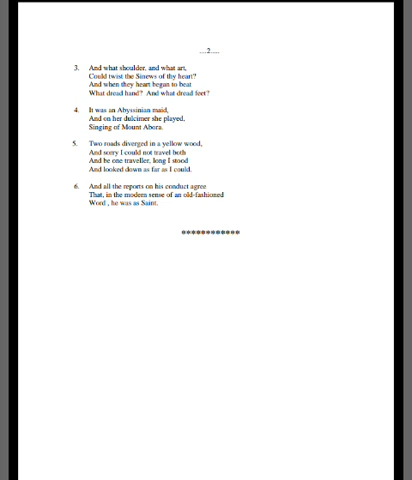 ...2...
3. And what shoulder, and what art,
Could twist the Sinews of thy heart?
And when they heart began to beat
What dread hand? And what dread feet?
4. It was an Abyssinian maid,
And on her dulcimer she played,
Singing of Mount Abora.
5. Two roads diverged in a yellow wood,
And sorry I could not travel both
And be one traveller, long I stood
And looked down as far as I could.
6. And all the reports on his conduct agree
That, in the modern sense of an old-fashioned
Word , he was as Saint.
************